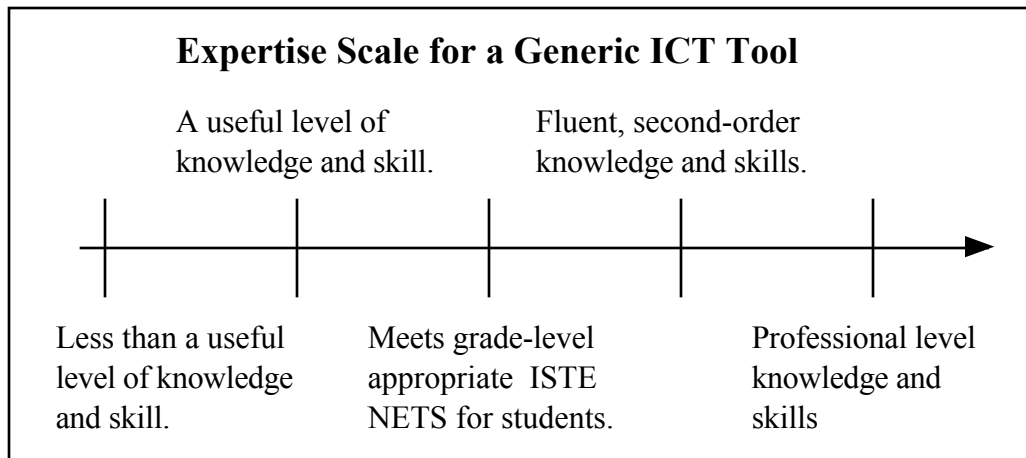 Expertise Scale for a Generic ICT Tool
A useful level of
knowledge and skill.
Fluent, second-order
knowledge and skills.
Less than a useful
level of knowledge
and skill.
Meets grade-level
appropriate ISTE
NETS for students.
Professional level
knowledge and
skills